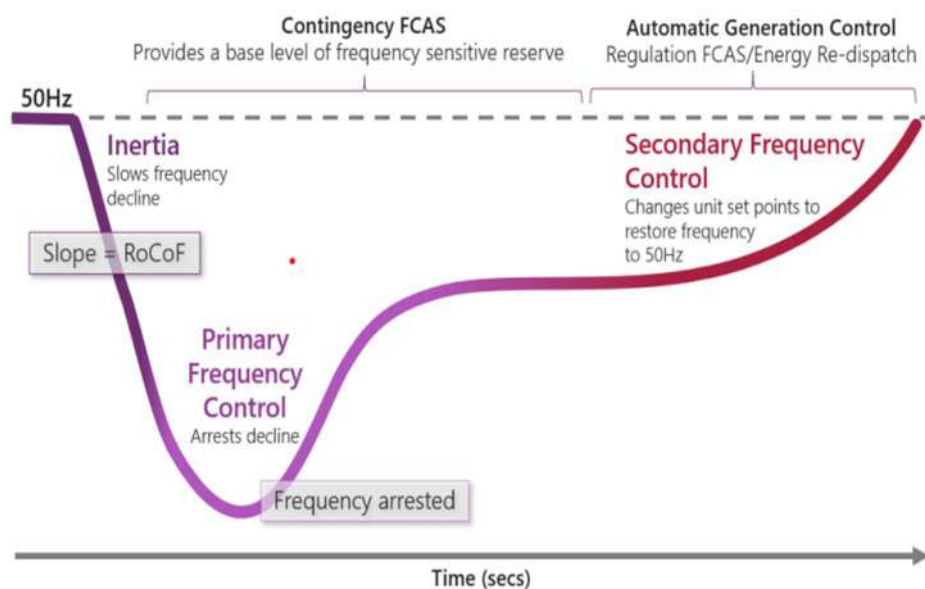 Contingency FCAS
Provides a base level of frequency sensitive reserve
Automatic Generation Control
Regulation FCAS/Energy Re-dispatch
50Hz
Inertia
Slows frequency
decline
Slope = RoCoF
Secondary Frequency
Control
Changes unit set points to
restore frequency
to 50Hz
Primary
Frequency
Control
Arrests decline
Frequency arrested
Time (secs)